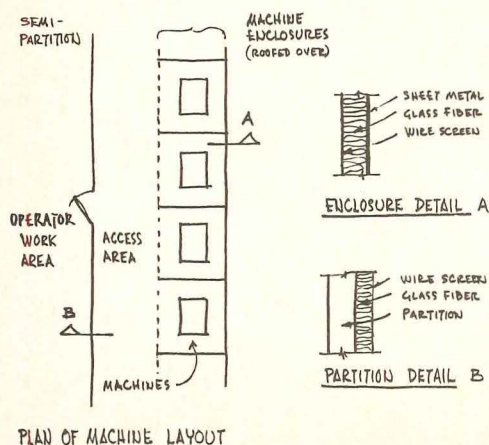 SEMI-
PARTITION
MACHINE
ENCLOSURES
(ROOFED OVER)
A
SHEET METAL
GLASS FIBER
WIRE SCREEN
ENCLOSURE DETAIL A
OPERATOR
WORK
AREA
ACCESS
AREA
B
WIRE SCREEN
GLASS FIBER
PARTITION
PARTITION DETAIL B
MACHINES
PLAN OF MACHINE LAYOUT